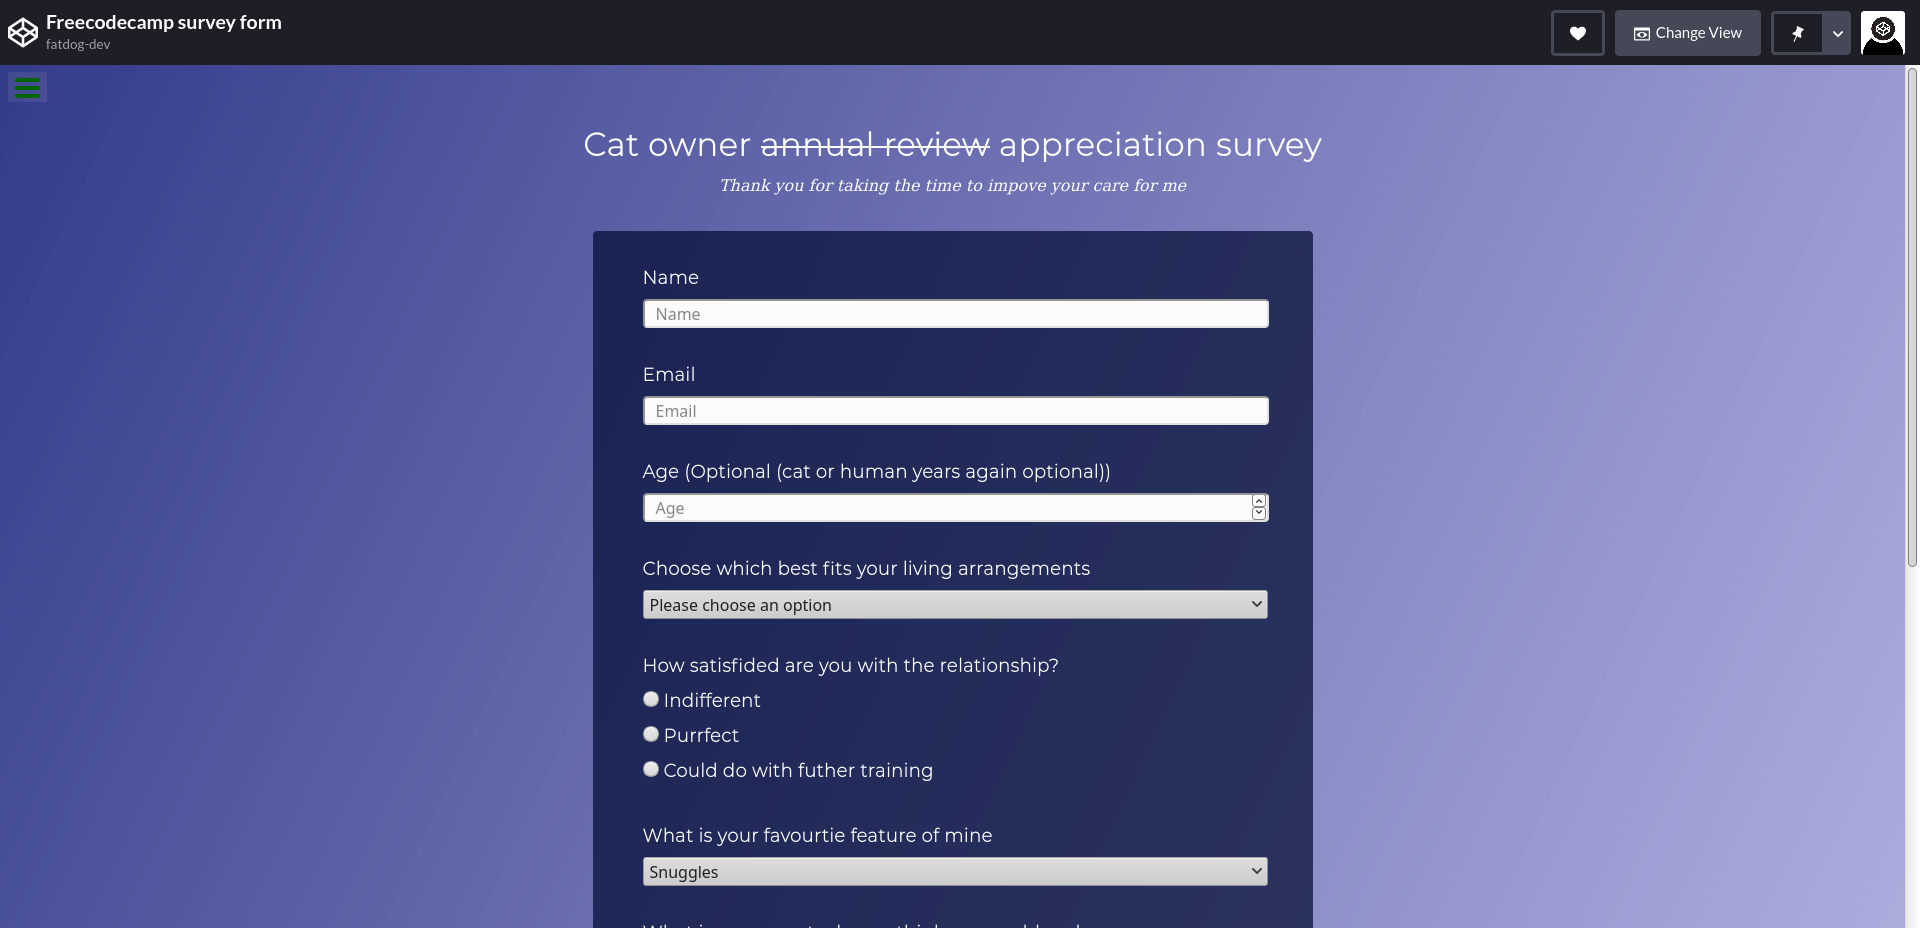 Freecodecamp survey form
fatdog-dev
Change View
Cat owner annual review appreciation survey
Thank you for taking the time to impove your care for me
Name
Name
Email
Email
Age (Optional (cat or human years again optional))
Age
Choose which best fits your living arrangements
Please choose an option
How satisfided are you with the relationship?
Indifferent
Purrfect
Could do with futher training
What is your favourtie feature of mine
Snuggles